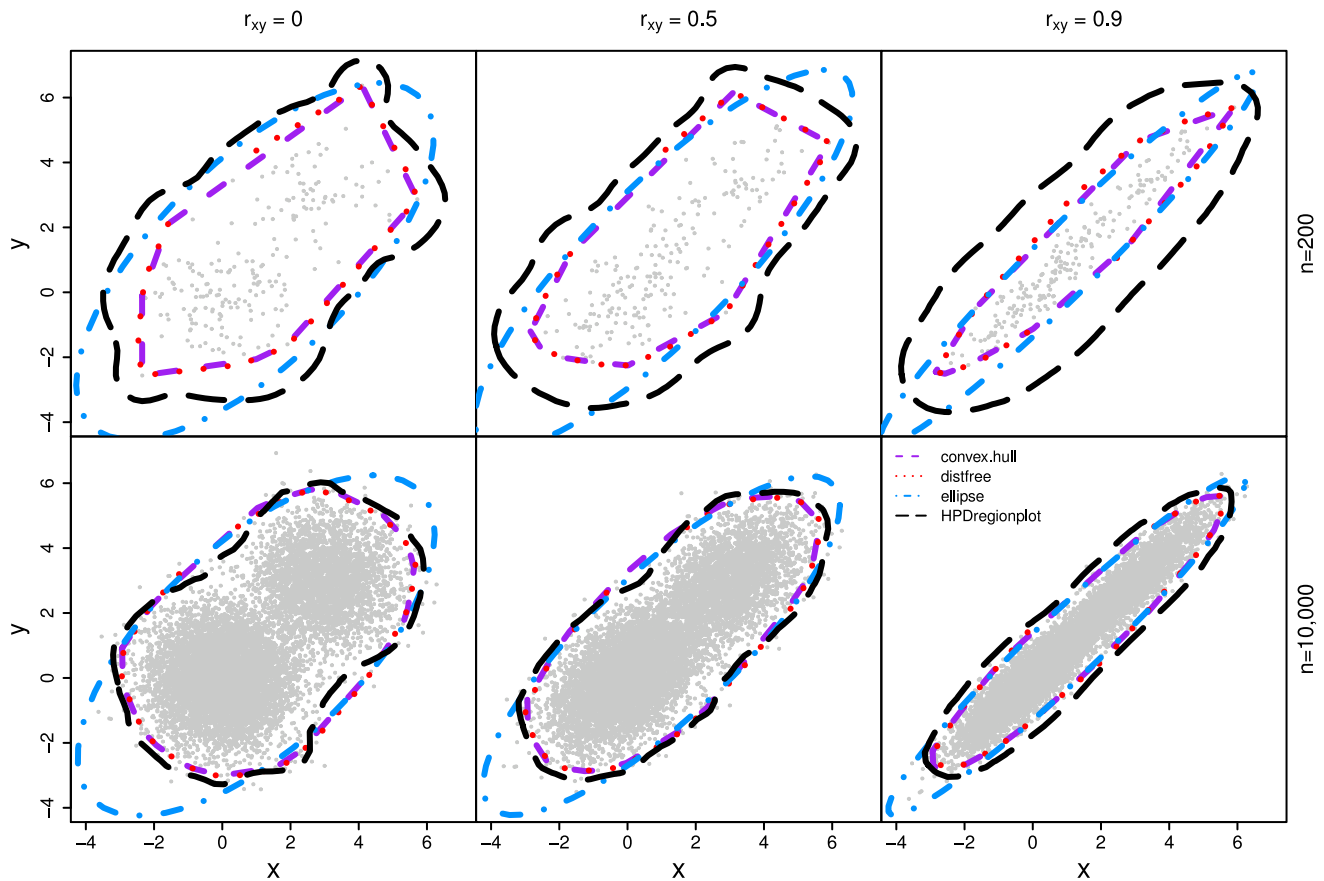 r_xy = 0
r_xy = 0.5
r_xy = 0.9
6
4
2
0
−2
−4
y
n=200
convex.hull
distfree
ellipse
HPDregionplot
6
4
2
0
−2
−4
y
n=10,000
−4 −2 0 2 4 6
−4 −2 0 2 4 6
−4 −2 0 2 4 6
x
x
x